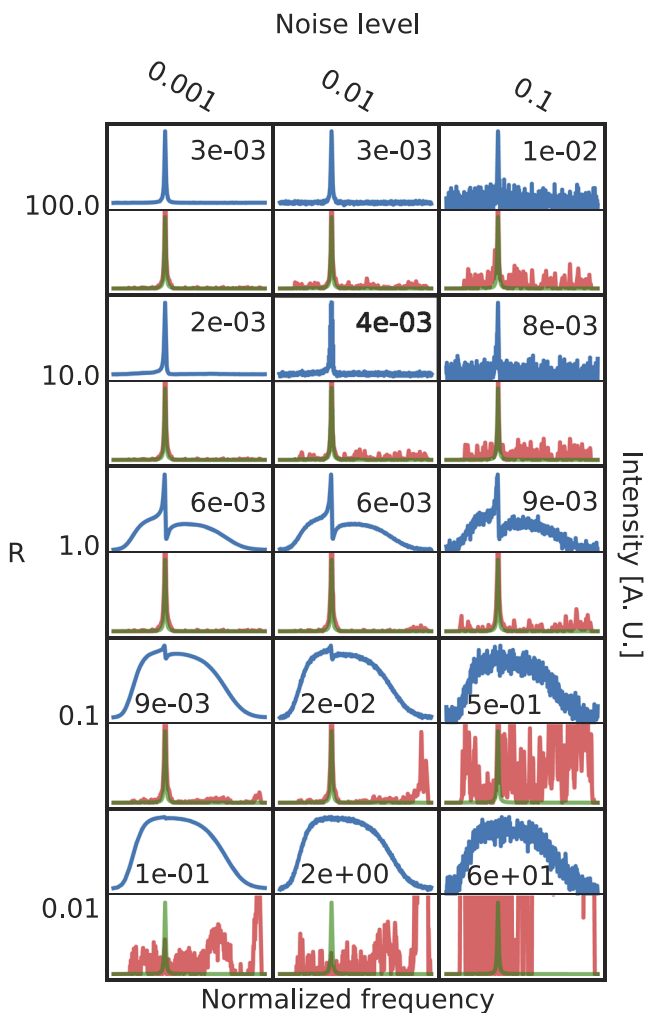 Noise level
0.001 0.01 0.1
3e-03 3e-03 1e-02
100.0
2e-03 4e-03 8e-03
10.0
6e-03 6e-03 9e-03
1.0
R
Intensity [A. U.]
9e-03 2e-02 5e-01
0.1
1e-01 2e+00 6e+01
0.01
Normalized frequency